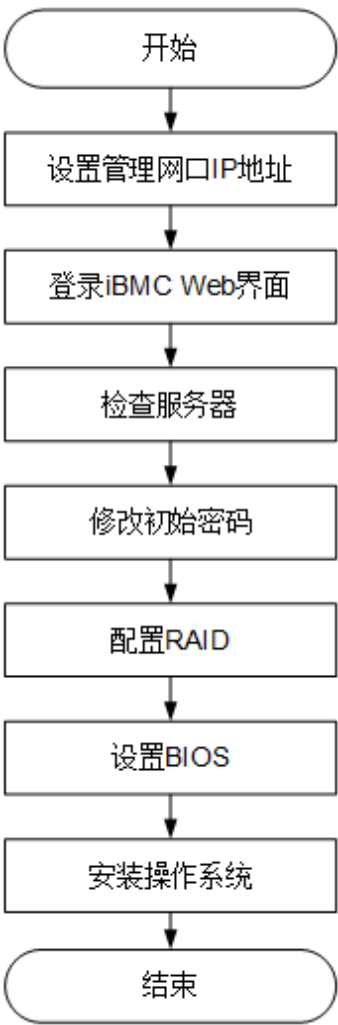 开始
设置管理网口IP地址
登录iBMC Web界面
检查服务器
修改初始密码
配置RAID
设置BIOS
安装操作系统
结束